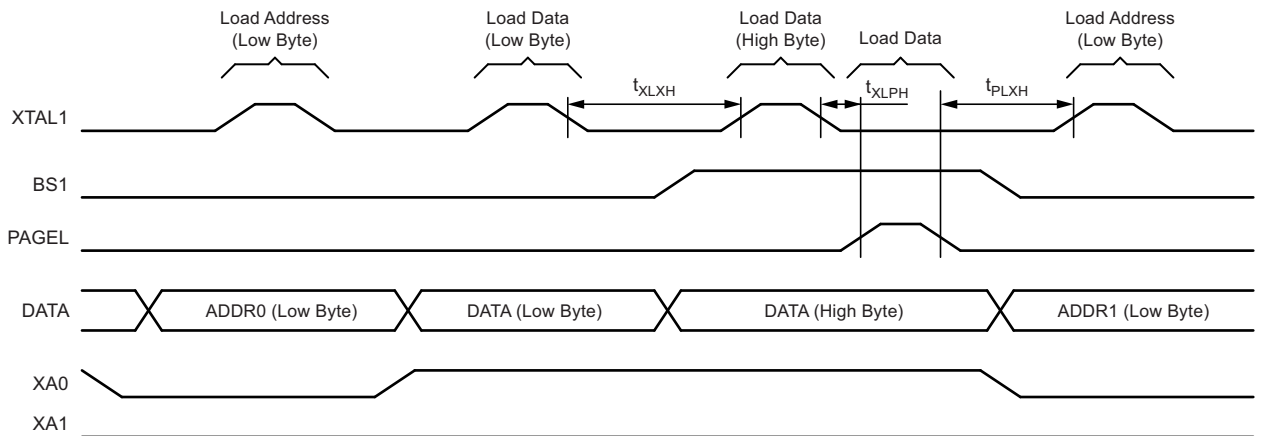 Load Address
(Low Byte)
Load Data
(Low Byte)
Load Data
(High Byte)
Load Data
Load Address
(Low Byte)
tXLXH
tXLPH
tPLXH
XTAL1
BS1
PAGEL
DATA
ADDR0 (Low Byte)
DATA (Low Byte)
DATA (High Byte)
ADDR1 (Low Byte)
XA0
XA1